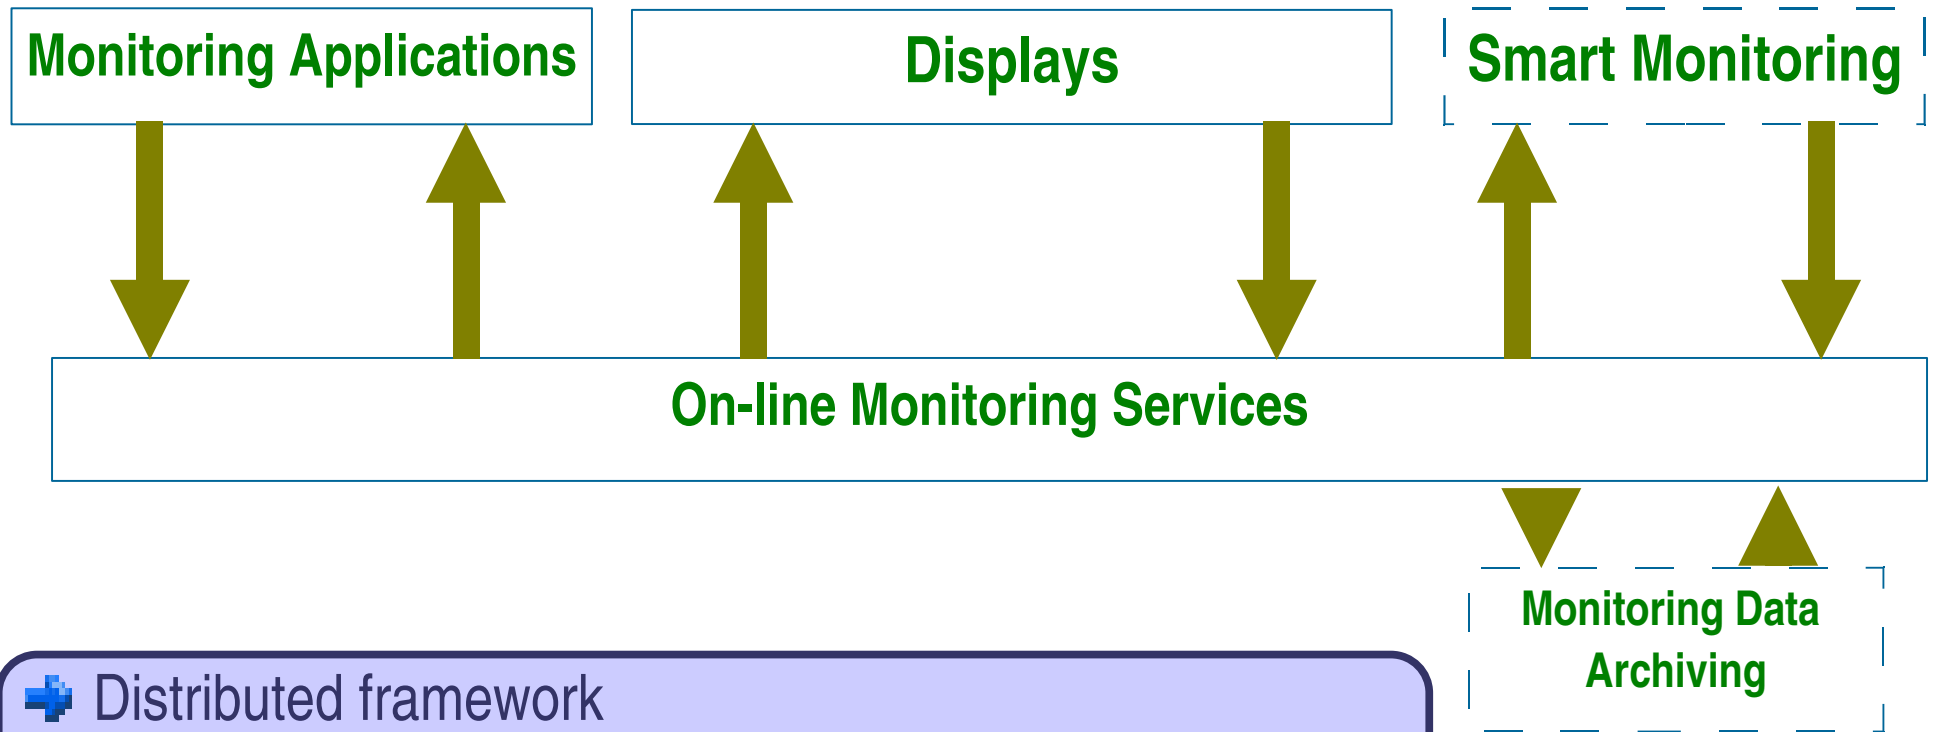 Monitoring Applications
Displays
Smart Monitoring
On-line Monitoring Services
Monitoring Data
Archiving
Distributed framework